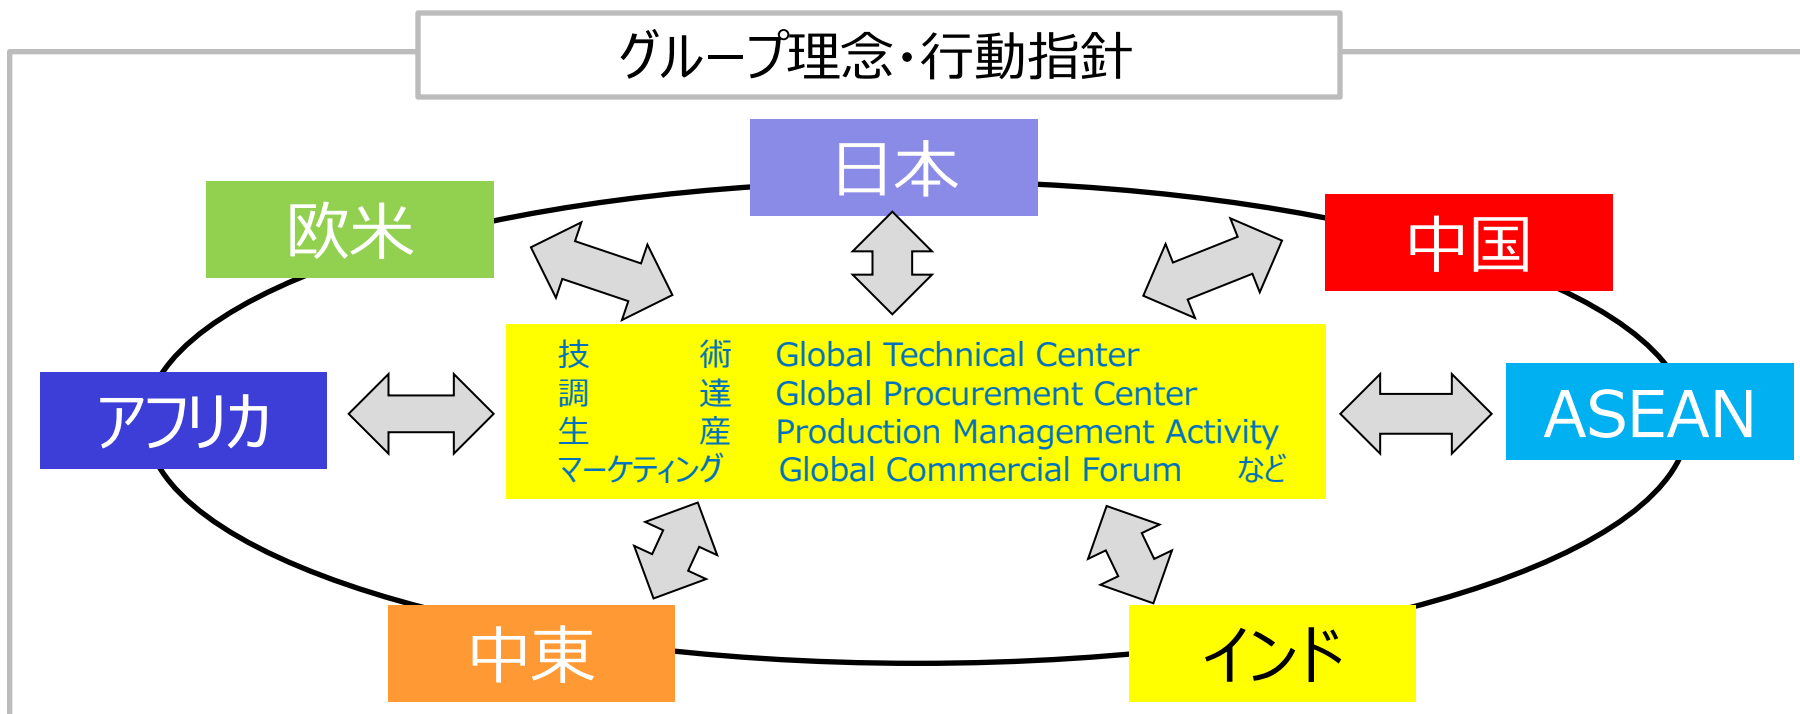 グループ理念・行動指針
日本
欧米
中国
技 術 Global Technical Center
調 達 Global Procurement Center
生 産 Production Management Activity
マーケティング Global Commercial Forum など
アフリカ
ASEAN
中東
インド